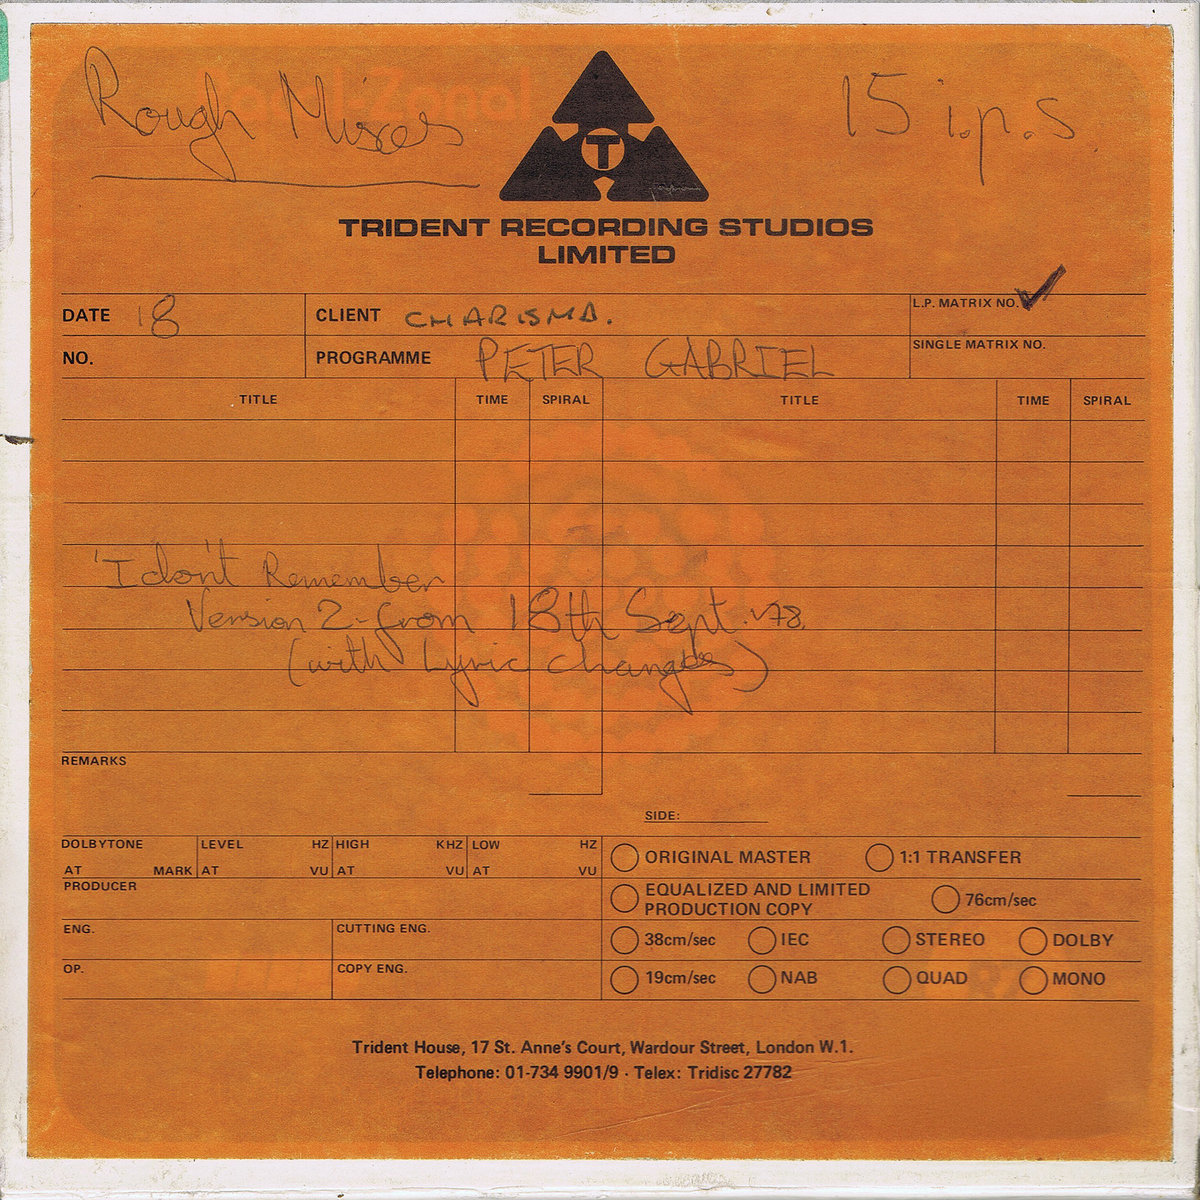 Rough Mixes
15 i.p.s.
T
TRIDENT RECORDING STUDIOS
LIMITED
DATE 18
CLIENT CHARISMA.
L.P. MATRIX NO. ✓
NO.
PROGRAMME PETER GABRIEL
SINGLE MATRIX NO.
TITLE TIME SPIRAL TITLE TIME SPIRAL
'I don't Remember
Version 2 - from 18th Sept. '78.
(with Lyric changes)
REMARKS
SIDE:
DOLBYTONE LEVEL HZ HIGH KHZ LOW HZ
AT MARK AT VU AT VU AT VU
PRODUCER
ENG. CUTTING ENG.
OP. COPY ENG.
ORIGINAL MASTER 1:1 TRANSFER
EQUALIZED AND LIMITED
PRODUCTION COPY
76cm/sec
38cm/sec IEC STEREO DOLBY
19cm/sec NAB QUAD MONO
Trident House, 17 St. Anne's Court, Wardour Street, London W.1.
Telephone: 01-734 9901/9 · Telex: Tridisc 27782